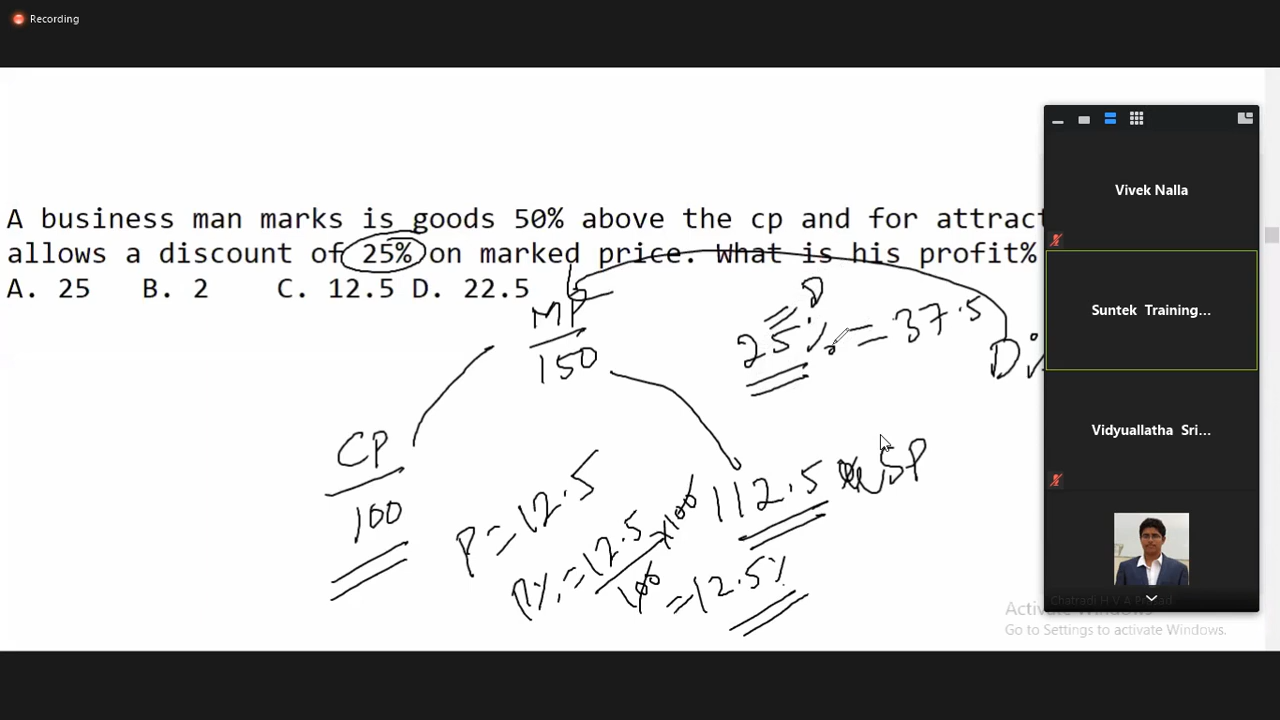 Recording
A business man marks is goods 50% above the cp and for attract
allows a discount of 25% on marked price. What is his profit%
A. 25 B. 2 C. 12.5 D. 22.5
MP
150
25% = 37.5
D%
CP
100
P = 12.5
P% = 12.5/100 x100
= 12.5%
112.5 SP
Vivek Nalla
Suntek Training...
Vidyuallatha Sri...
Chatradi H V A Prasad
Activate Windows
Go to Settings to activate Windows.